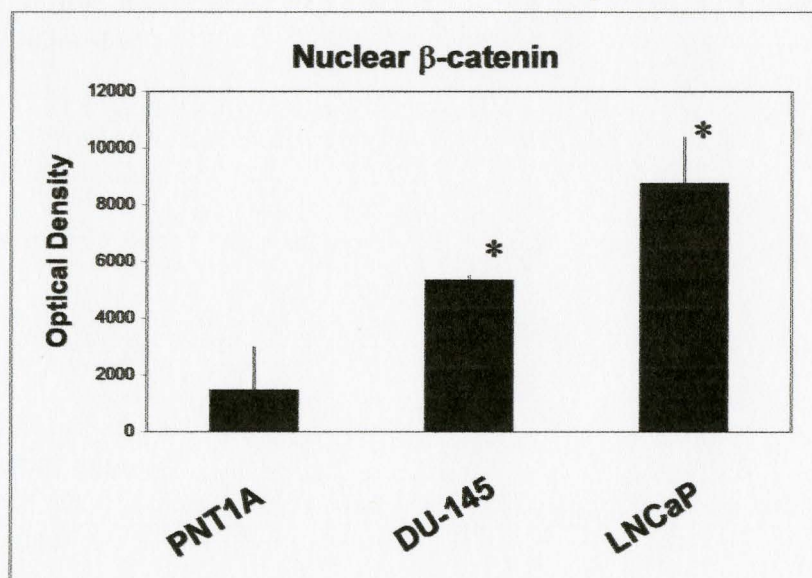 Nuclear β-catenin
12000
10000
8000
6000
4000
2000
0
Optical Density
*
*
PNT1A
DU-145
LNCaP